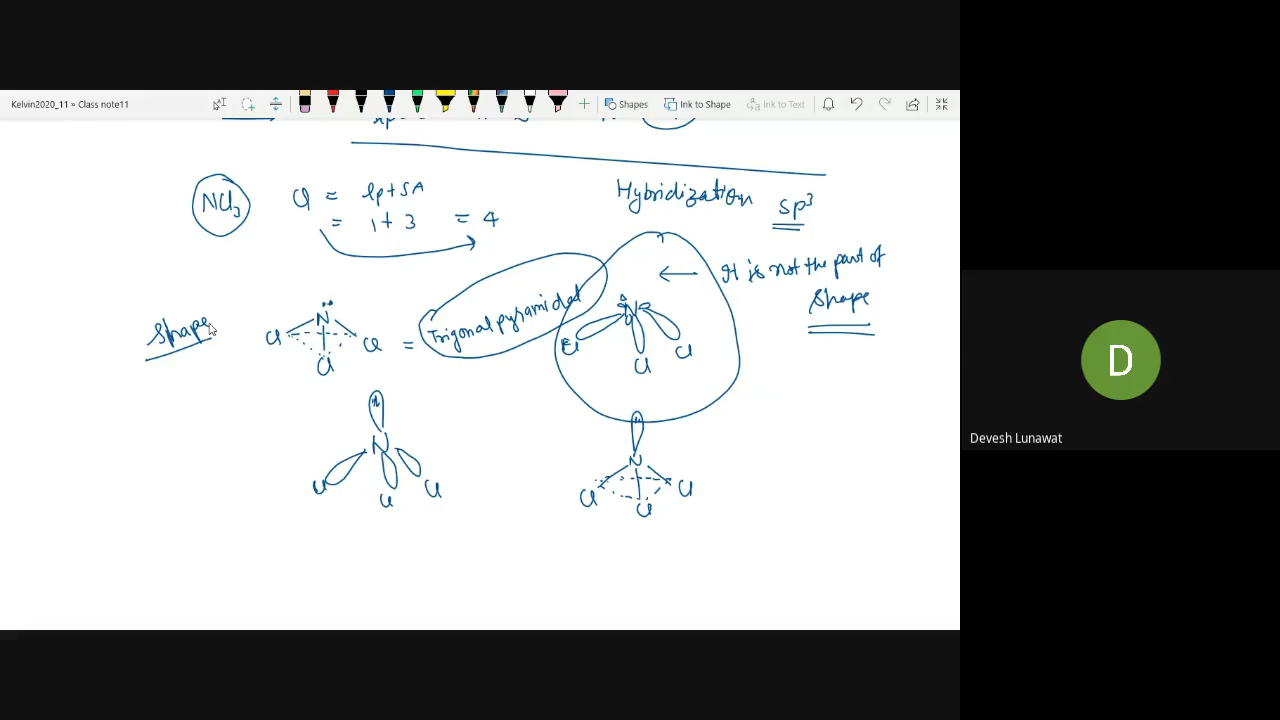 Kelvin2020_11 » Class note11
Shapes
Ink to Shape
Ink to Text
NCl3
= lp+SA
Hybridization sp3
= 1+3 = 4
It is not the part of
Shape
Shape
N
Cl Cl
Cl
= Trigonal pyramidal
N
Cl Cl Cl
N
Cl Cl Cl
N
Cl Cl Cl
D
Devesh Lunawat